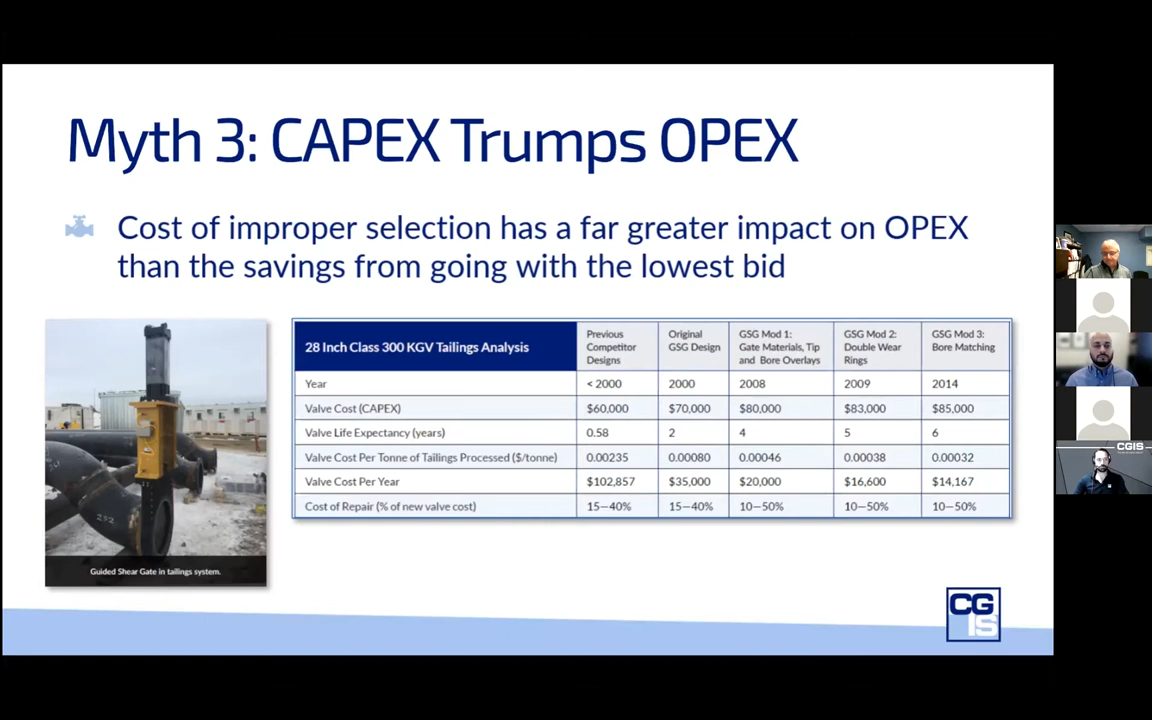 Myth 3: CAPEX Trumps OPEX
Cost of improper selection has a far greater impact on OPEX
than the savings from going with the lowest bid
28 Inch Class 300 KGV Tailings Analysis
Previous
Competitor
Designs
Original
GSG Design
GSG Mod 1:
Gate Materials, Tip
and Bore Overlays
GSG Mod 2:
Double Wear
Rings
GSG Mod 3:
Bore Matching
Year < 2000 2000 2008 2009 2014
Valve Cost (CAPEX) $60,000 $70,000 $80,000 $83,000 $85,000
Valve Life Expectancy (years) 0.58 2 4 5 6
Valve Cost Per Tonne of Tailings Processed ($/tonne) 0.00235 0.00080 0.00046 0.00038 0.00032
Valve Cost Per Year $102,857 $35,000 $20,000 $16,600 $14,167
Cost of Repair (% of new valve cost) 15—40% 15—40% 10—50% 10—50% 10—50%
252
Guided Shear Gate in tailings system.
CG
IS
CGIS